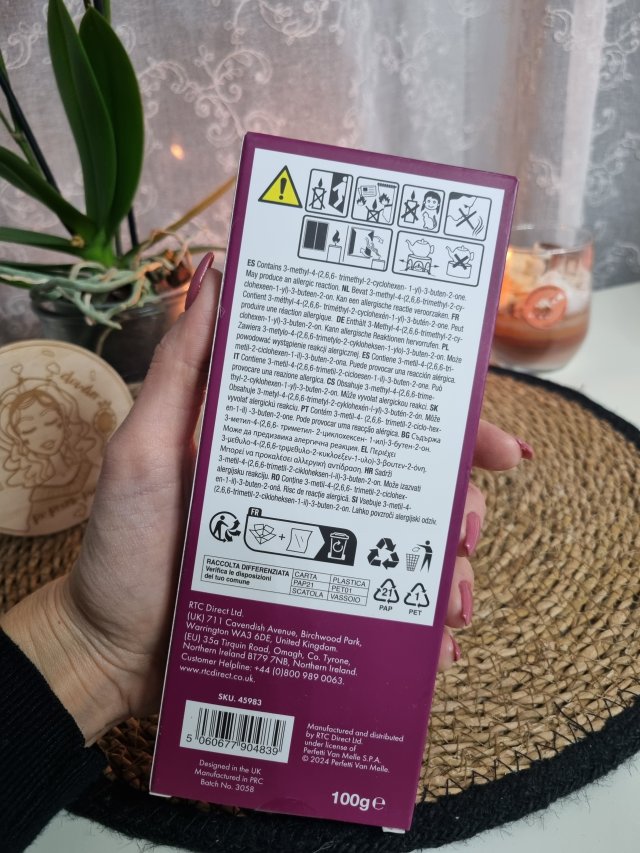 ES Contains 3-methyl-4-(2,6,6- trimethyl-2-cyclohexen-1-yl)-3-buten-2-one.
May produce an allergic reaction. NL Bevat 3-methyl-4-(2,6,6-trimethyl-2-cy-
clohexeen-1-yl)-3-buteen-2-on. Kan een allergische reactie veroorzaken. FR
Contient 3-méthyl-4-(2,6,6- triméthyl-2-cyclohexén-1-yl)-3-butén-2-one. Peut
produire une réaction allergique. DE Enthält 3-Methyl-4-(2,6,6-trimethyl-2-cy-
clohexen-1-yl)-3-buten-2-on. Kann allergische Reaktionen hervorrufen. PL
Zawiera 3-metylo-4-(2,6,6-trimetylo-2-cykloheksen-1-ylo)-3-buten-2-on. Może
powodować wystąpienie reakcji alergicznej. ES Contiene 3-metil-4-(2,6,6-
trimetil-2-ciclohexen-1-il)-3-buten-2-ona. Puede provocar una reacción alérgica.
IT Contiene 3-metil-4-(2,6,6-trimetil-2-cicloesen-1-il)-3-buten-2-one. Può
provocare una reazione allergica. CS Obsahuje 3-methyl-4-(2,6,6-trime-
thyl-2-cyklohexen-1-yl)-3-buten-2-on. Může vyvolat alergickou reakci. SK
Obsahuje 3-metyl-4-(2,6,6-trimetyl-2-cyklohexén-1-yl)-3-butén-2-ón. Môže
vyvolať alergickú reakciu. PT Contém 3-metil-4-(2,6,6- trimetil-2-ciclo-hex-
en-1-il) -3-buten-2-ona. Pode provocar uma reacção alérgica. BG Съдържа
3-метил-4-(2,6,6- триметил- 2-циклохексен- 1-ил)-3-бутен-2-он.
Може да предизвика алергична реакция. EL Περιέχει
3-μεθυλο-4-(2,6,6-τριμεθυλο-2-κυκλοεξεν-1-υλο)-3-βουτεν-2-όνη.
Μπορεί να προκαλέσει αλλεργική αντίδραση. HR Sadrži
3-metil-4-(2,6,6-trimetil-2-cikloheksen-1-il)-3-buten-2-on. Može izazvati
alergijsku reakciju. RO Conține 3-metil-4-(2,6,6-trimetil-2-ciclohex-
en-1-il)-3-buten-2-onă. Risc de reacție alergică. SI Vsebuje 3-metil-4-
(2,6,6-trimetil-2-cikloheksen-1-il)-3-buten-2-on. Lahko povzroči alergijski odziv.
FR
RACCOLTA DIFFERENZIATA
Verifica le disposizioni
del tuo comune
CARTA PLASTICA
PAP21 PET01
SCATOLA VASSOIO
21
PAP
1
PET
RTC Direct Ltd.
(UK) 711 Cavendish Avenue, Birchwood Park,
Warrington WA3 6DE, United Kingdom.
(EU) 35a Tirquin Road, Omagh, Co. Tyrone,
Northern Ireland BT79 7NB, Northern Ireland.
Customer Helpline: +44 (0)800 989 0063.
www.rtcdirect.co.uk
SKU. 45983
5 060677 904839
Manufactured and distributed
by RTC Direct Ltd.
under license of
Perfetti Van Melle S.P.A.
© 2024 Perfetti Van Melle.
Designed in the UK
Manufactured in PRC
Batch No. 3058
100g e